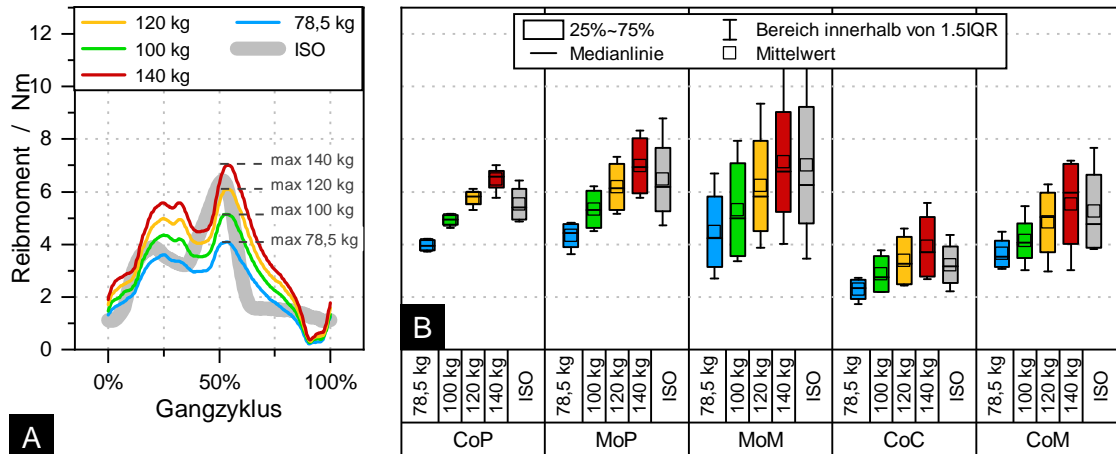 120 kg
78,5 kg
100 kg
ISO
140 kg
Reibmoment / Nm
12
10
8
6
4
2
0
max 140 kg
max 120 kg
max 100 kg
max 78,5 kg
0%
50%
100%
Gangzyklus
A
25%~75%
Bereich innerhalb von 1.5IQR
Medianlinie
Mittelwert
B
78,5 kg
100 kg
120 kg
140 kg
ISO
78,5 kg
100 kg
120 kg
140 kg
ISO
78,5 kg
100 kg
120 kg
140 kg
ISO
78,5 kg
100 kg
120 kg
140 kg
ISO
78,5 kg
100 kg
120 kg
140 kg
ISO
CoP
MoP
MoM
CoC
CoM